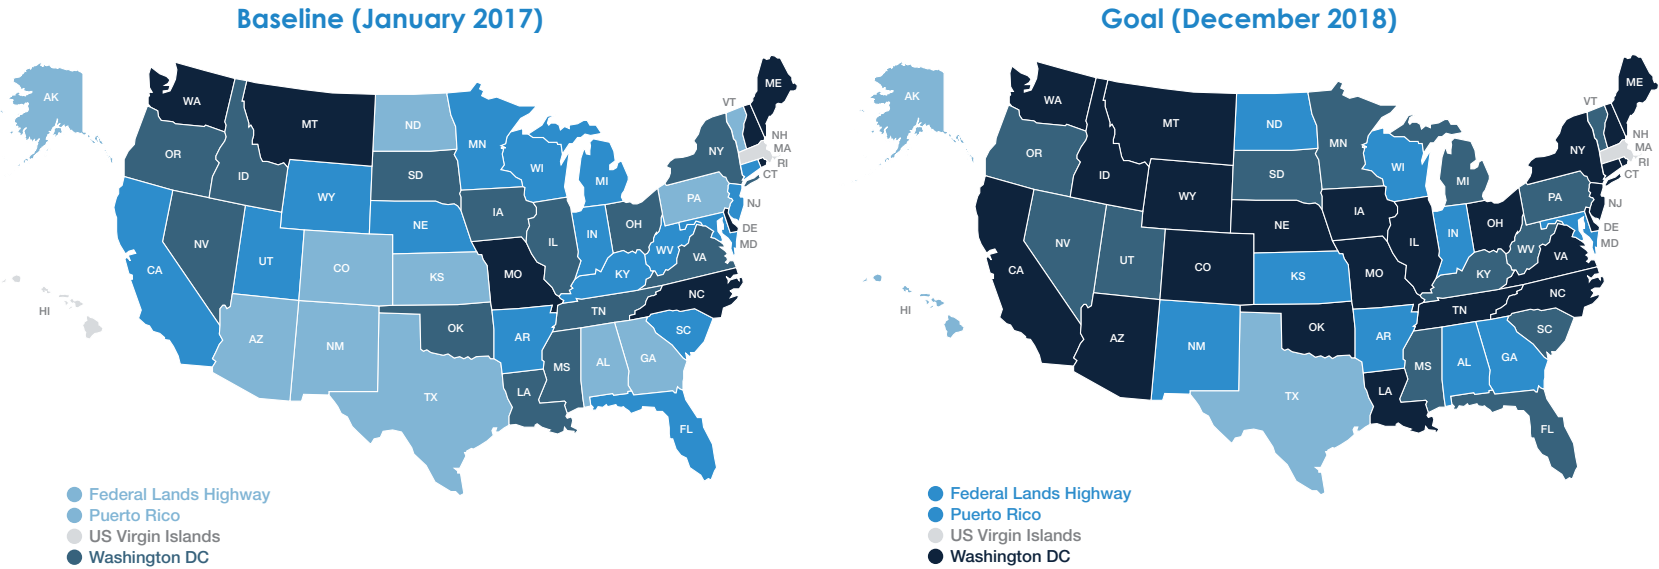 Baseline (January 2017)
AK
WA
MT
ND
MN
VT
ME
NH
MA
RI
CT
OR
ID
SD
WI
MI
NY
WY
PA
NJ
NV
UT
NE
IA
IL
IN
OH
DE
MD
CA
CO
KS
MO
KY
WV
VA
HI
AZ
NM
OK
AR
TN
NC
SC
TX
LA
MS
AL
GA
FL
Federal Lands Highway
Puerto Rico
US Virgin Islands
Washington DC
Goal (December 2018)
AK
WA
MT
ND
MN
VT
ME
NH
MA
RI
CT
OR
ID
SD
WI
MI
NY
WY
PA
NJ
NV
UT
NE
IA
IL
IN
OH
DE
MD
CA
CO
KS
MO
KY
WV
VA
HI
AZ
NM
OK
AR
TN
NC
SC
TX
LA
MS
AL
GA
FL
Federal Lands Highway
Puerto Rico
US Virgin Islands
Washington DC